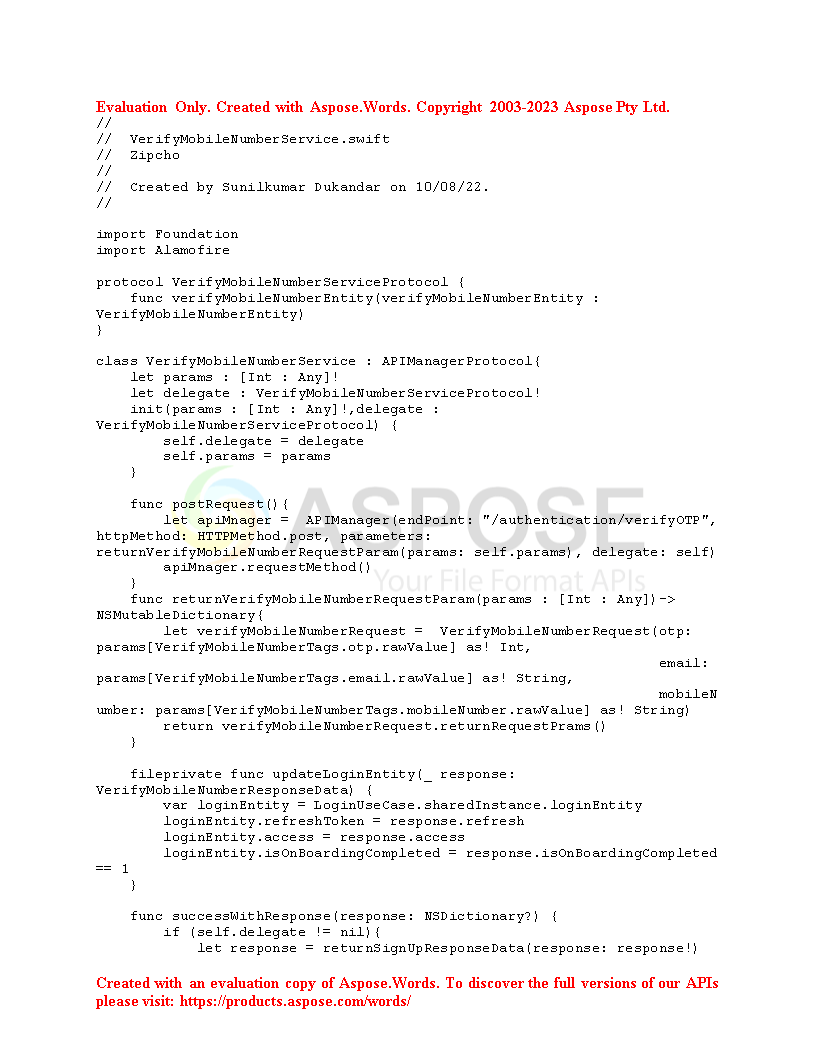 Evaluation Only. Created with Aspose.Words. Copyright 2003-2023 Aspose Pty Ltd.
//
//  VerifyMobileNumberService.swift
//  Zipcho
//
//  Created by Sunilkumar Dukandar on 10/08/22.
//

import Foundation
import Alamofire

protocol VerifyMobileNumberServiceProtocol {
    func verifyMobileNumberEntity(verifyMobileNumberEntity :
VerifyMobileNumberEntity)
}

class VerifyMobileNumberService : APIManagerProtocol{
    let params : [Int : Any]!
    let delegate : VerifyMobileNumberServiceProtocol!
    init(params : [Int : Any]!,delegate :
VerifyMobileNumberServiceProtocol) {
        self.delegate = delegate
        self.params = params
    }

    func postRequest(){
        let apiMnager =  APIManager(endPoint: "/authentication/verifyOTP",
httpMethod: HTTPMethod.post, parameters:
returnVerifyMobileNumberRequestParam(params: self.params), delegate: self)
        apiMnager.requestMethod()
    }
    func returnVerifyMobileNumberRequestParam(params : [Int : Any])->
NSMutableDictionary{
        let verifyMobileNumberRequest =  VerifyMobileNumberRequest(otp:
params[VerifyMobileNumberTags.otp.rawValue] as! Int,
                                                                   email:
params[VerifyMobileNumberTags.email.rawValue] as! String,
                                                                   mobileN
umber: params[VerifyMobileNumberTags.mobileNumber.rawValue] as! String)
        return verifyMobileNumberRequest.returnRequestPrams()
    }

    fileprivate func updateLoginEntity(_ response:
VerifyMobileNumberResponseData) {
        var loginEntity = LoginUseCase.sharedInstance.loginEntity
        loginEntity.refreshToken = response.refresh
        loginEntity.access = response.access
        loginEntity.isOnBoardingCompleted = response.isOnBoardingCompleted
== 1
    }

    func successWithResponse(response: NSDictionary?) {
        if (self.delegate != nil){
            let response = returnSignUpResponseData(response: response!)
ASPOSE
Your File Format APIs
Created with an evaluation copy of Aspose.Words. To discover the full versions of our APIs
please visit: https://products.aspose.com/words/